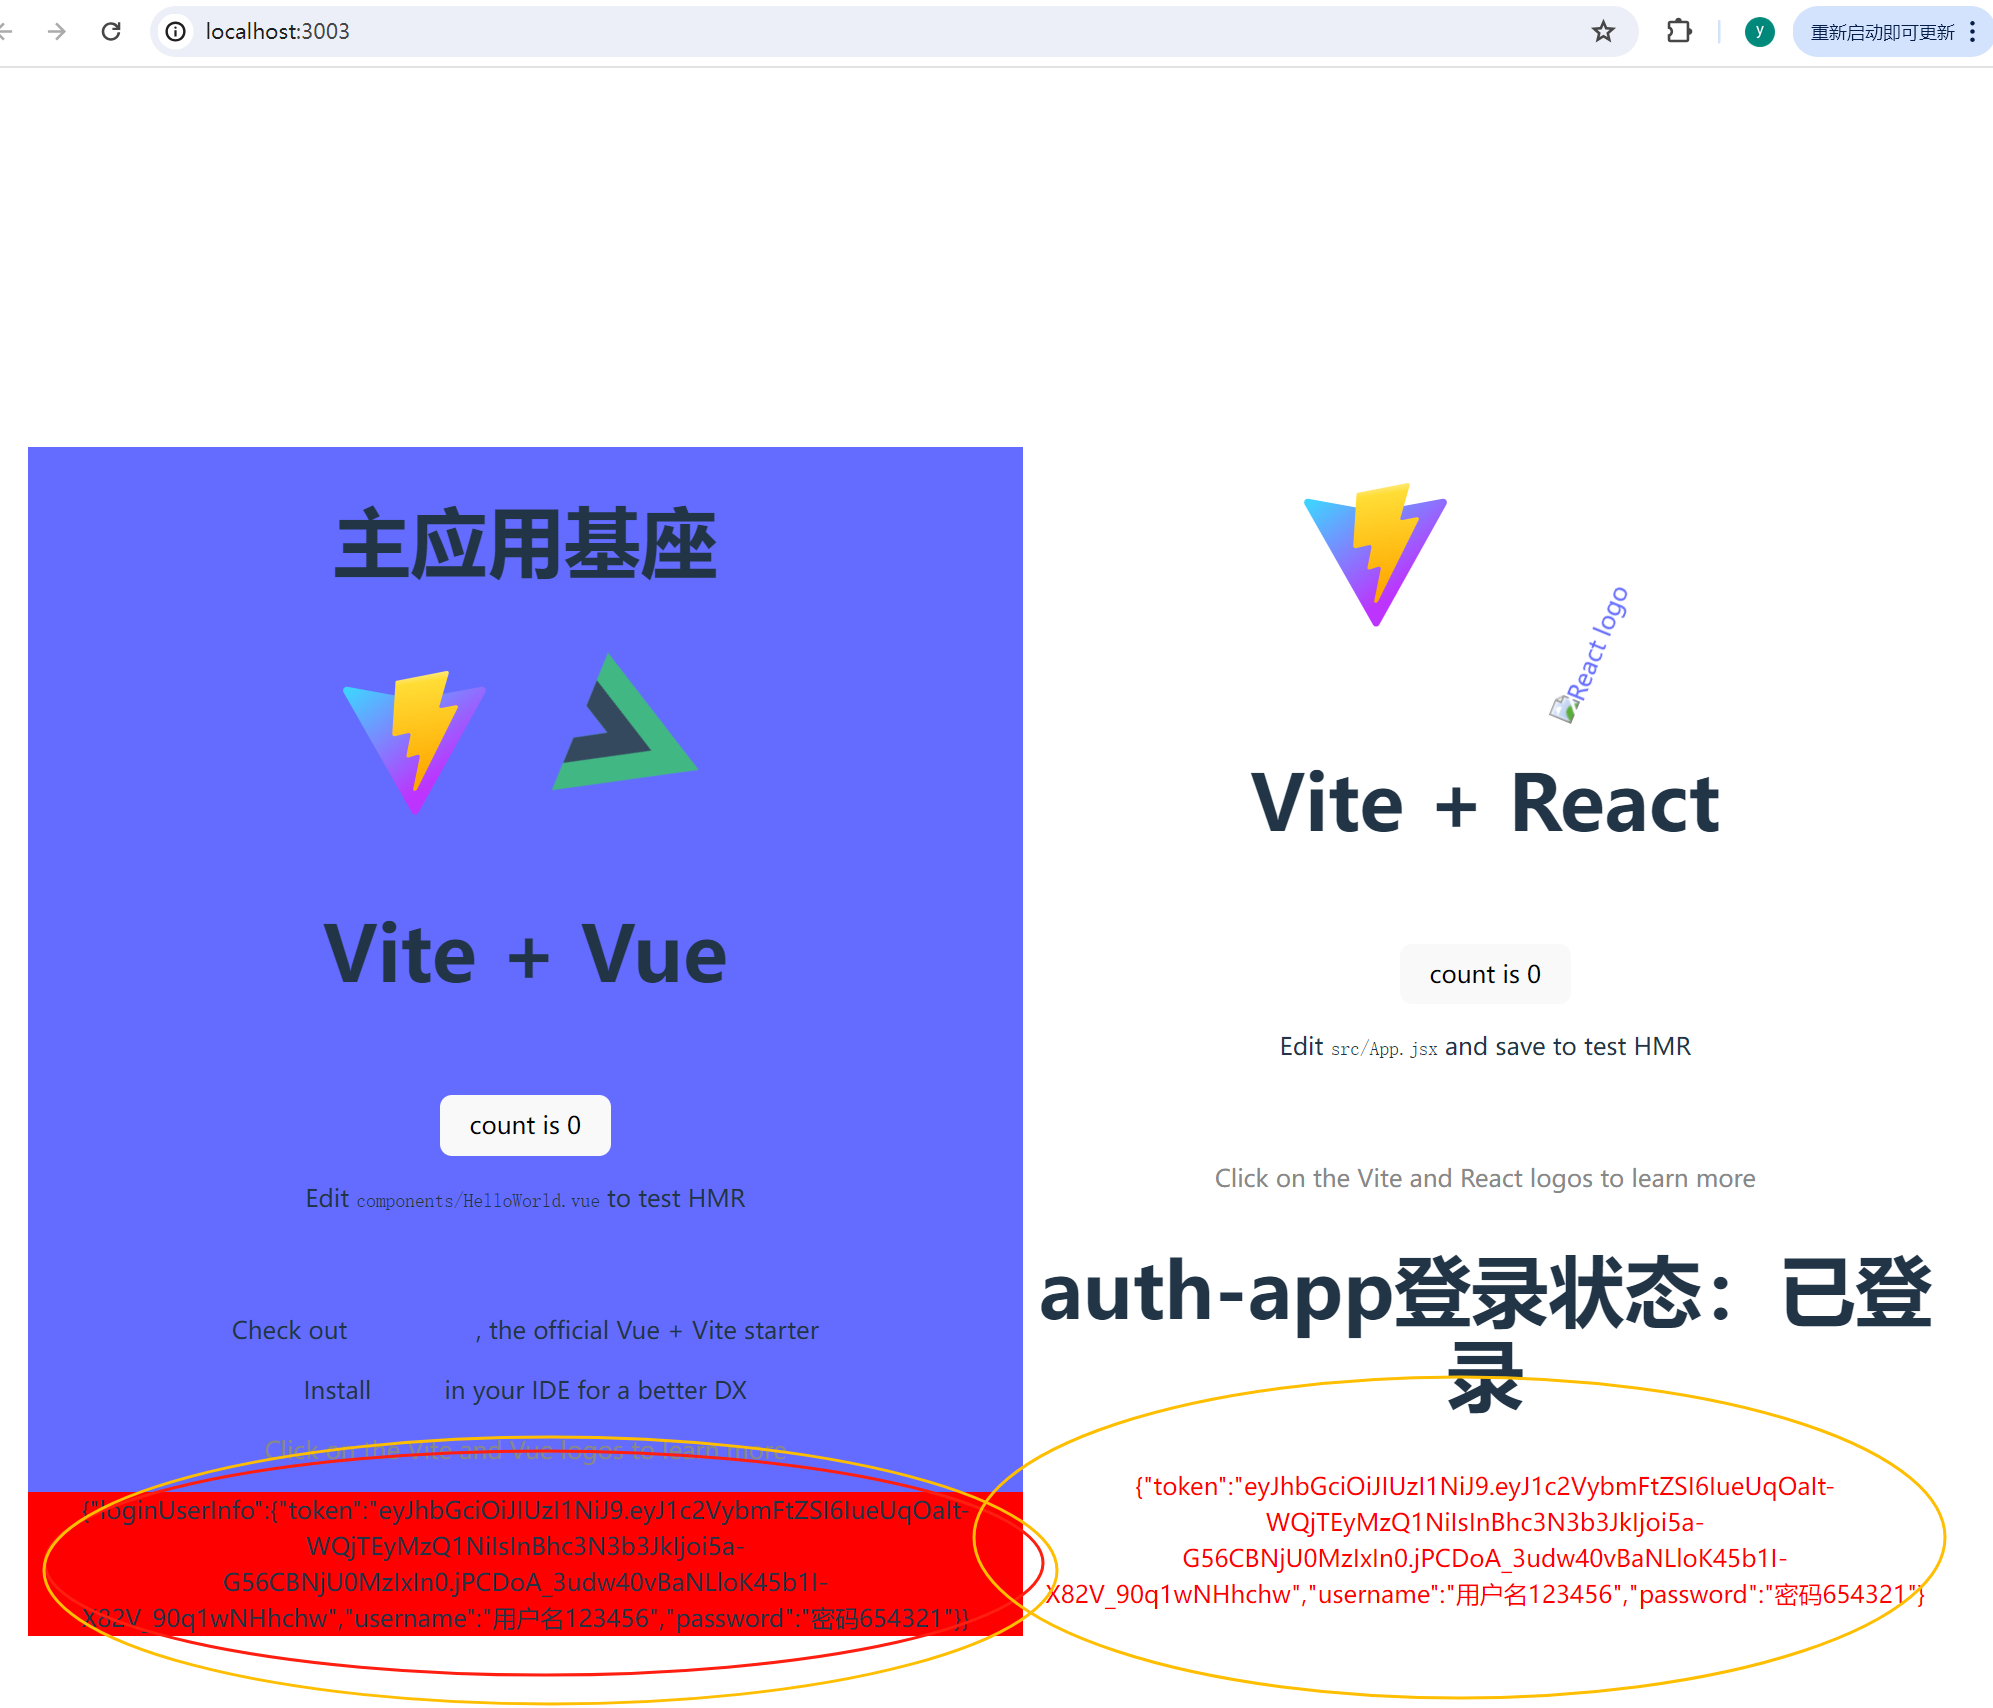 localhost:3003
y
重新启动即可更新
主应用基座
Vite + Vue
count is 0
Edit components/HelloWorld.vue to test HMR
Check out , the official Vue + Vite starter
Install in your IDE for a better DX
Click on the Vite and Vue logos to learn more
{"loginUserInfo":{"token":"eyJhbGciOiJIUzI1NiJ9.eyJ1c2VybmFtZSI6IueUqOaIt-
WQjTEyMzQ1NiIsInBhc3N3b3JkIjoi5a-
G56CBNjU0MzIxIn0.jPCDoA_3udw40vBaNLloK45b1I-
X82V_90q1wNHhchw","username":"用户名123456","password":"密码654321"}}
React logo
Vite + React
count is 0
Edit src/App.jsx and save to test HMR
Click on the Vite and React logos to learn more
auth-app登录状态：已登
录
{"token":"eyJhbGciOiJIUzI1NiJ9.eyJ1c2VybmFtZSI6IueUqOaIt-
WQjTEyMzQ1NiIsInBhc3N3b3JkIjoi5a-
G56CBNjU0MzIxIn0.jPCDoA_3udw40vBaNLloK45b1I-
X82V_90q1wNHhchw","username":"用户名123456","password":"密码654321"}